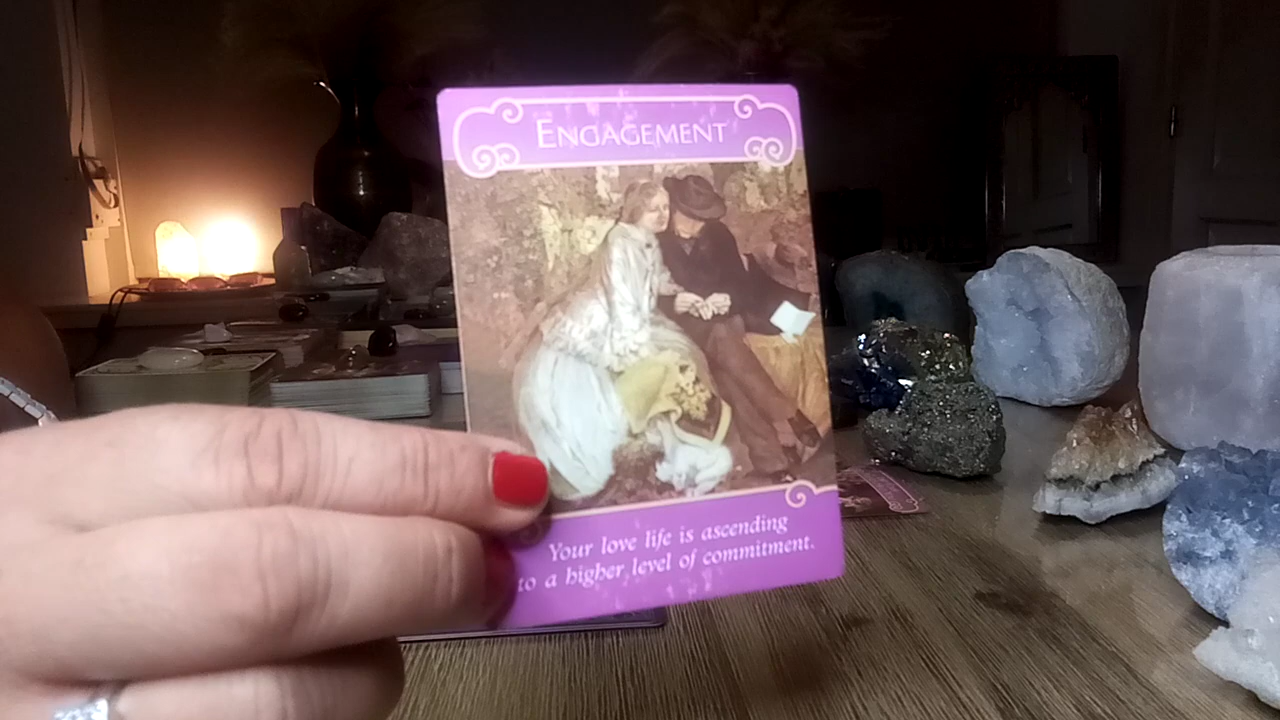 ENGAGEMENT
Your love life is ascending
to a higher level of commitment.